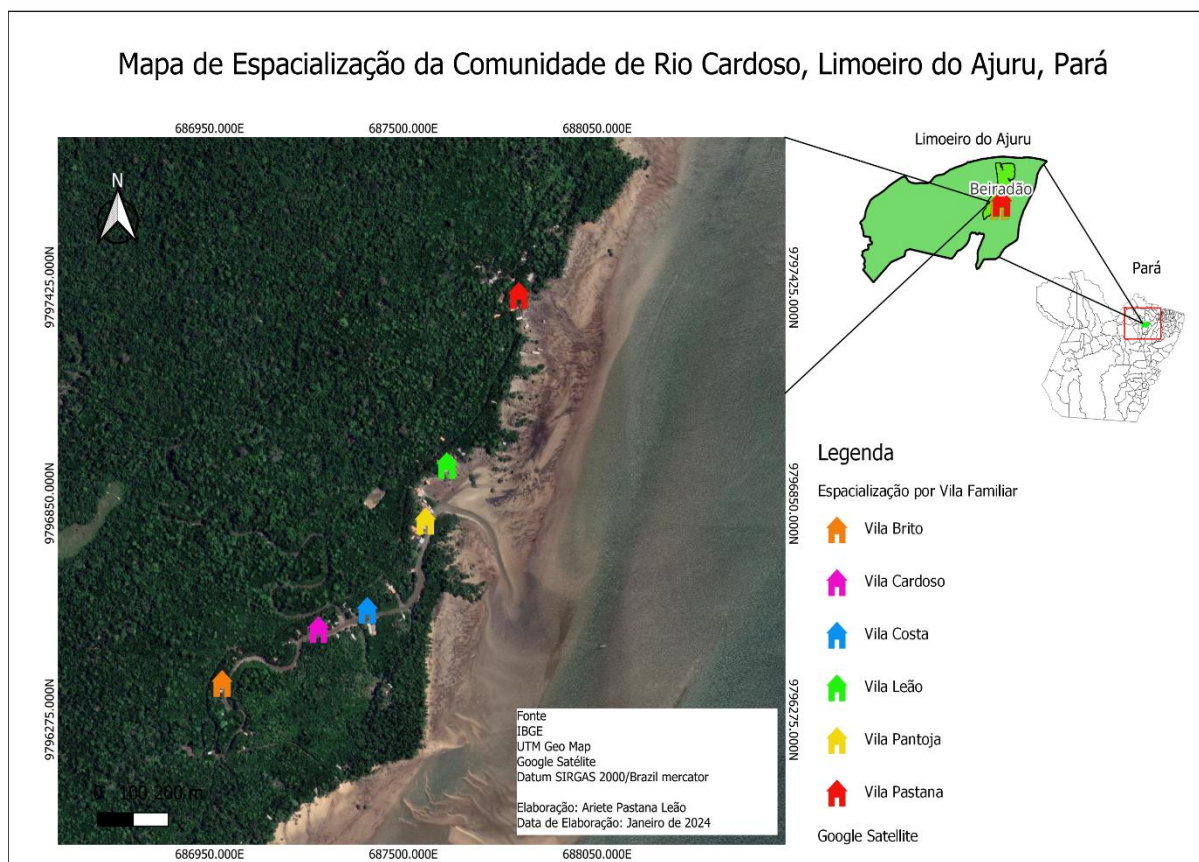 Mapa de Espacialização da Comunidade de Rio Cardoso, Limoeiro do Ajuru, Pará
686950.000E 687500.000E 688050.000E
N
9797425.000N
9796850.000N
9796275.000N
9797425.000N
9796850.000N
9796275.000N
Limoeiro do Ajuru
Beiradão
Pará
Legenda
Espacialização por Vila Familiar
Vila Brito
Vila Cardoso
Vila Costa
Vila Leão
Vila Pantoja
Vila Pastana
Google Satellite
Fonte
IBGE
UTM Geo Map
Google Satélite
Datum SIRGAS 2000/Brazil mercator
Elaboração: Ariete Pastana Leão
Data de Elaboração: Janeiro de 2024
0 100 200 m
686950.000E 687500.000E 688050.000E